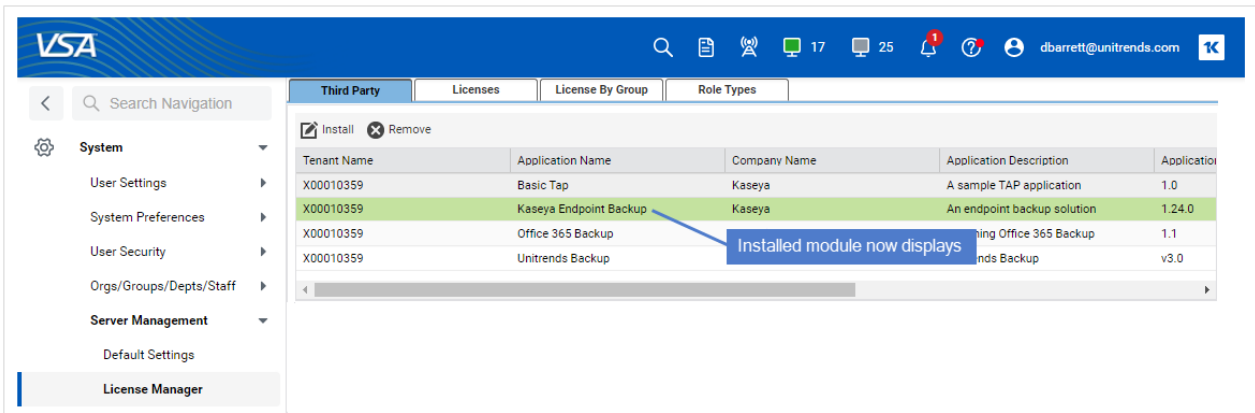 VSA
17
25
1
dbarrett@unitrends.com
Search Navigation
Third Party
Licenses
License By Group
Role Types
Install
Remove
System
User Settings
System Preferences
User Security
Orgs/Groups/Depts/Staff
Server Management
Default Settings
License Manager
Tenant Name Application Name Company Name Application Description Application
X00010359 Basic Tap Kaseya A sample TAP application 1.0
X00010359 Kaseya Endpoint Backup Kaseya An endpoint backup solution 1.24.0
X00010359 Office 365 Backup Office 365 Backup 1.1
Installed module now displays
X00010359 Unitrends Backup Backup v3.0